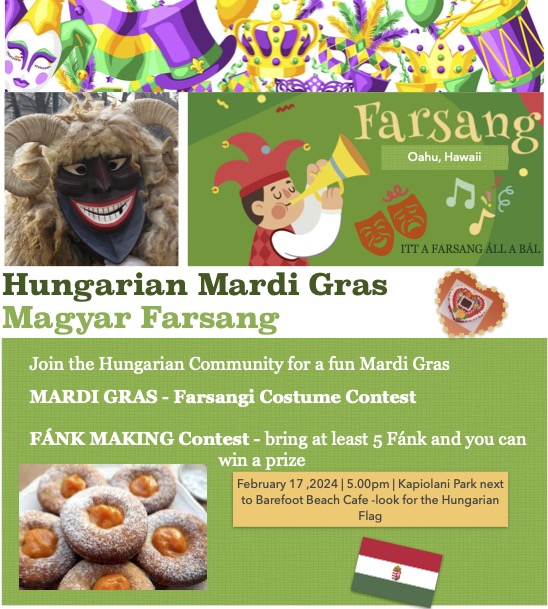 Farsang
Oahu, Hawaii
ITT A FARSANG ÁLL A BÁL
Hungarian Mardi Gras
Magyar Farsang
Join the Hungarian Community for a fun Mardi Gras
MARDI GRAS - Farsangi Costume Contest
FÁNK MAKING Contest - bring at least 5 Fánk and you can
win a prize
February 17 ,2024 | 5.00pm | Kapiolani Park next
to Barefoot Beach Cafe -look for the Hungarian
Flag